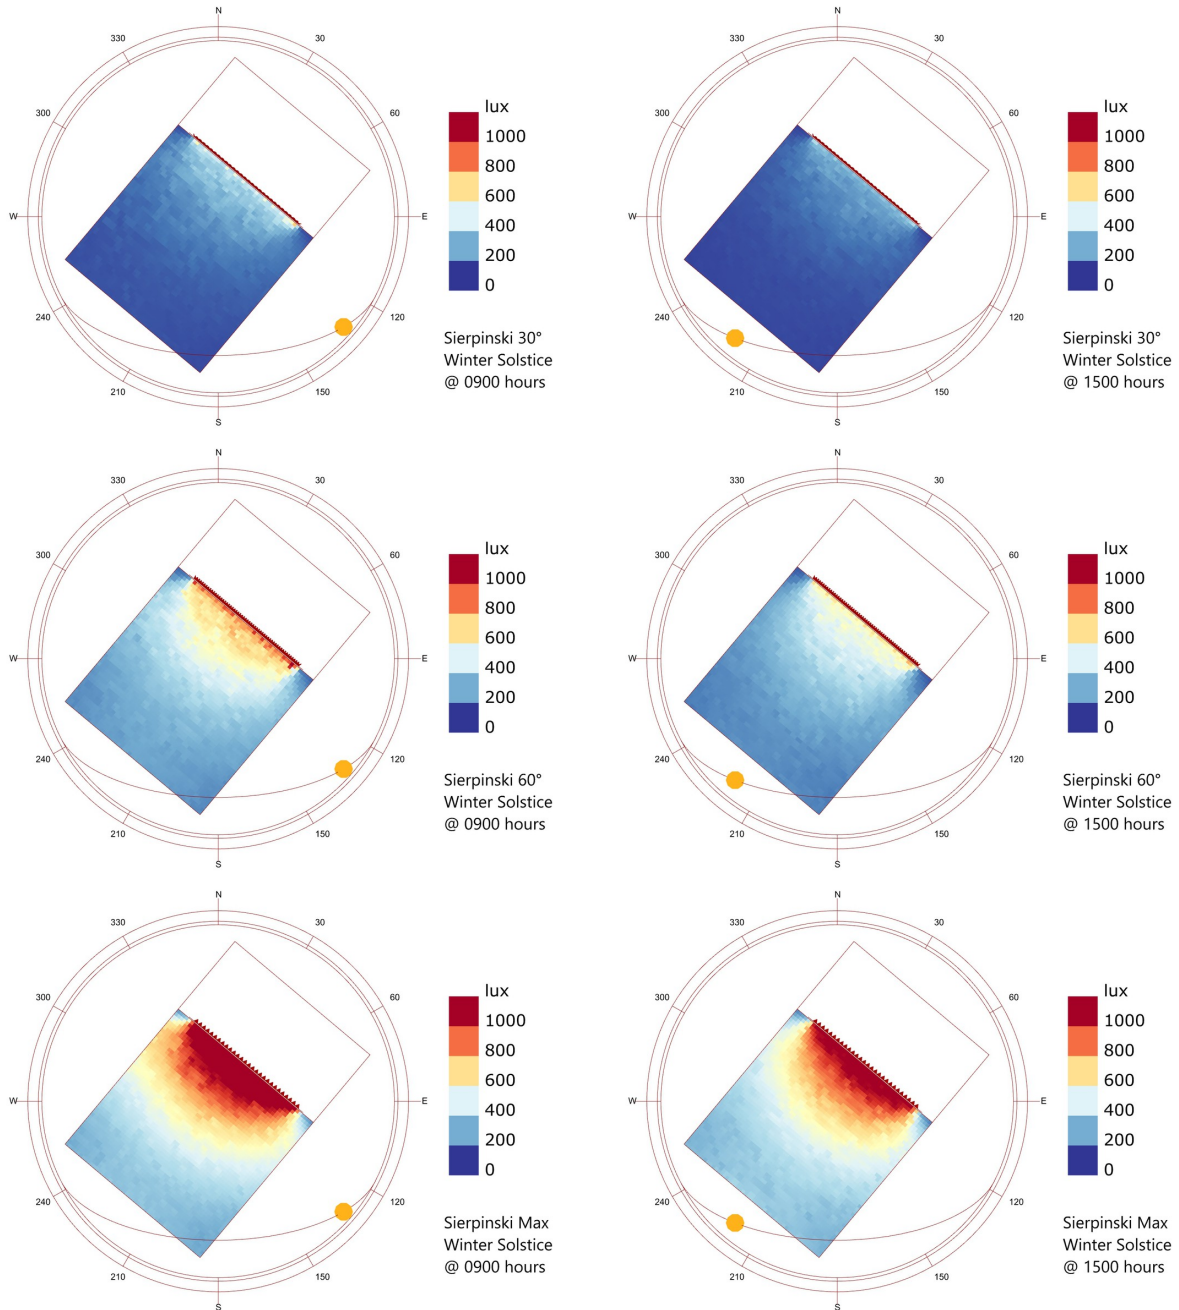 N
330
30
300
60
W
E
240
120
210
150
S
lux
1000
800
600
400
200
0
Sierpinski 30°
Winter Solstice
@ 0900 hours
N
330
30
300
60
W
E
240
120
210
150
S
lux
1000
800
600
400
200
0
Sierpinski 30°
Winter Solstice
@ 1500 hours
N
330
30
300
60
W
E
240
120
210
150
S
lux
1000
800
600
400
200
0
Sierpinski 60°
Winter Solstice
@ 0900 hours
N
330
30
300
60
W
E
240
120
210
150
S
lux
1000
800
600
400
200
0
Sierpinski 60°
Winter Solstice
@ 1500 hours
N
330
30
300
60
W
E
240
120
210
150
S
lux
1000
800
600
400
200
0
Sierpinski Max
Winter Solstice
@ 0900 hours
N
330
30
300
60
W
E
240
120
210
150
S
lux
1000
800
600
400
200
0
Sierpinski Max
Winter Solstice
@ 1500 hours